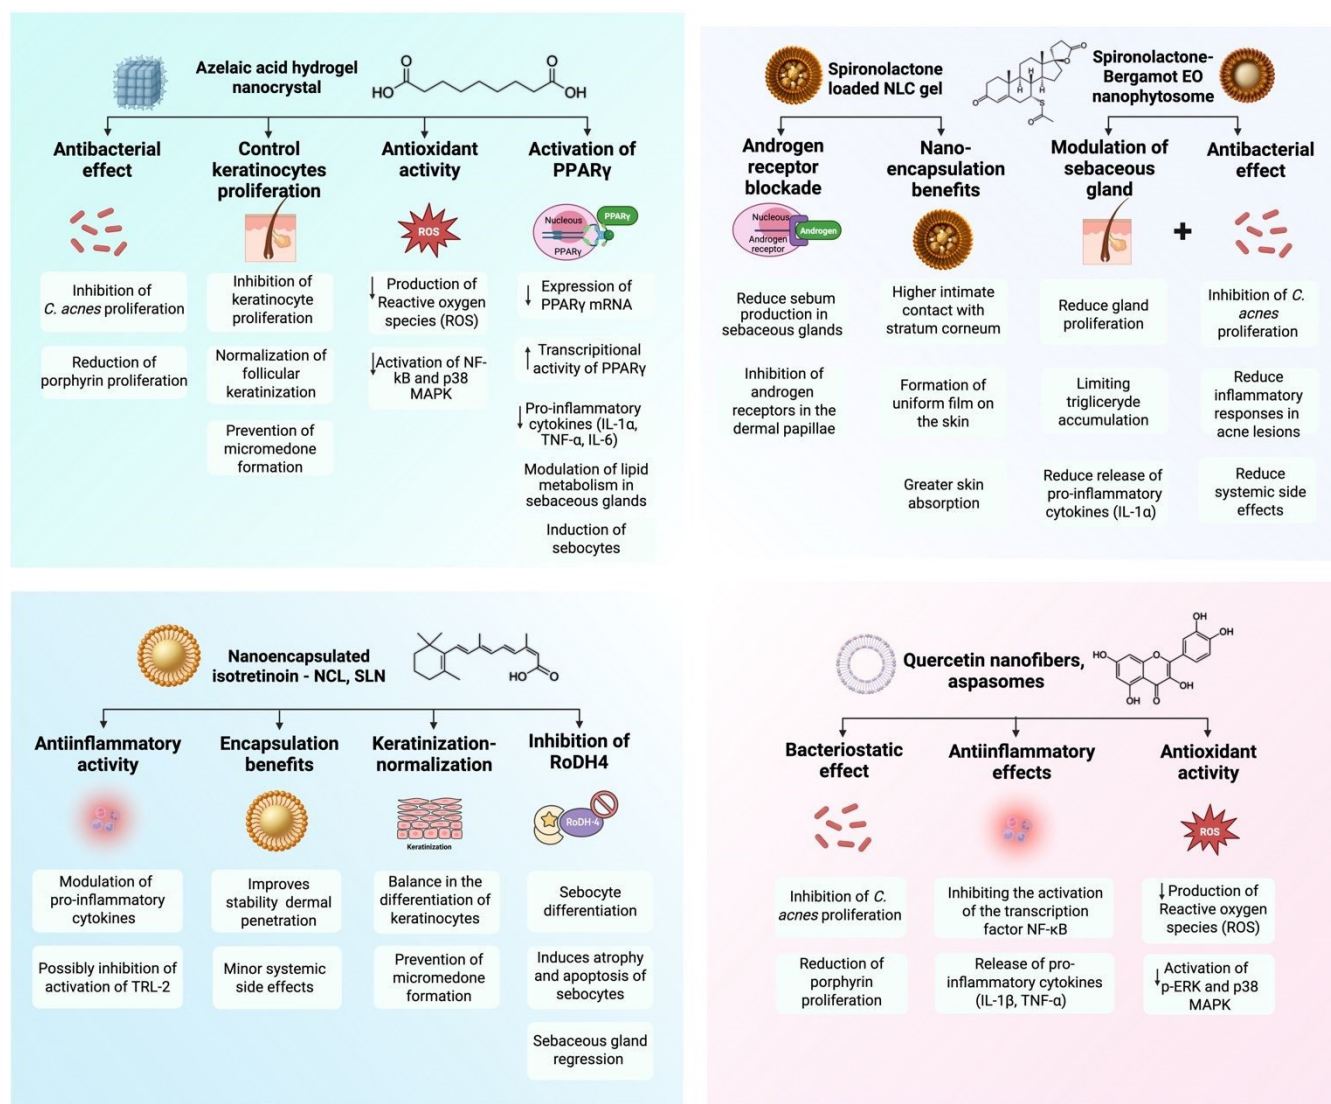 Azelaic acid hydrogel
nanocrystal
O
HO
O
OH
Antibacterial
effect
Inhibition of
C. acnes proliferation
Reduction of
porphyrin proliferation
Control
keratinocytes
proliferation
Inhibition of
keratinocyte
proliferation
Normalization of
follicular
keratinization
Prevention of
micromedone
formation
Antioxidant
activity
ROS
↓ Production of
Reactive oxygen
species (ROS)
↓ Activation of NF-
kB and p38
MAPK
Activation of
PPARγ
Nucleous
PPARγ
PPARγ
↓ Expression of
PPARγ mRNA
↑ Transcripitional
activity of PPARγ
↓ Pro-inflammatory
cytokines (IL-1α,
TNF-α, IL-6)
Modulation of lipid
metabolism in
sebaceous glands
Induction of
sebocytes
Spironolactone
loaded NLC gel
O
O
H
H
H
O
S
O
Spironolactone-
Bergamot EO
nanophytosome
Androgen
receptor
blockade
Nucleous
Androgen
receptor
Androgen
Reduce sebum
production in
sebaceous glands
Inhibition of
androgen
receptors in the
dermal papillae
Nano-
encapsulation
benefits
Higher intimate
contact with
stratum corneum
Formation of
uniform film on
the skin
Greater skin
absorption
Modulation of
sebaceous
gland
+
Reduce gland
proliferation
Limiting
trigliceryde
accumulation
Reduce release of
pro-inflammatory
cytokines (IL-1α)
Antibacterial
effect
Inhibition of C.
acnes
proliferation
Reduce
inflammatory
responses in
acne lesions
Reduce
systemic side
effects
Nanoencapsulated
isotretinoin - NCL, SLN
HO
O
Antiinflammatory
activity
Modulation of
pro-inflammatory
cytokines
Possibly inhibition of
activation of TRL-2
Encapsulation
benefits
Improves
stability dermal
penetration
Minor systemic
side effects
Keratinization-
normalization
Keratinization
Balance in the
differentiation of
keratinocytes
Prevention of
micromedone
formation
Inhibition of
RoDH4
RoDH-4
Sebocyte
differentiation
Induces atrophy
and apoptosis of
sebocytes
Sebaceous gland
regression
Quercetin nanofibers,
aspasomes
OH
OH
HO
O
OH
OH
O
Bacteriostatic
effect
Inhibition of C.
acnes proliferation
Reduction of
porphyrin
proliferation
Antiinflammatory
effects
Inhibiting the activation
of the transcription
factor NF-κB
Release of pro-
inflammatory cytokines
(IL-1β, TNF-α)
Antioxidant
activity
ROS
↓ Production of
Reactive oxygen
species (ROS)
↓ Activation of
p-ERK and p38
MAPK